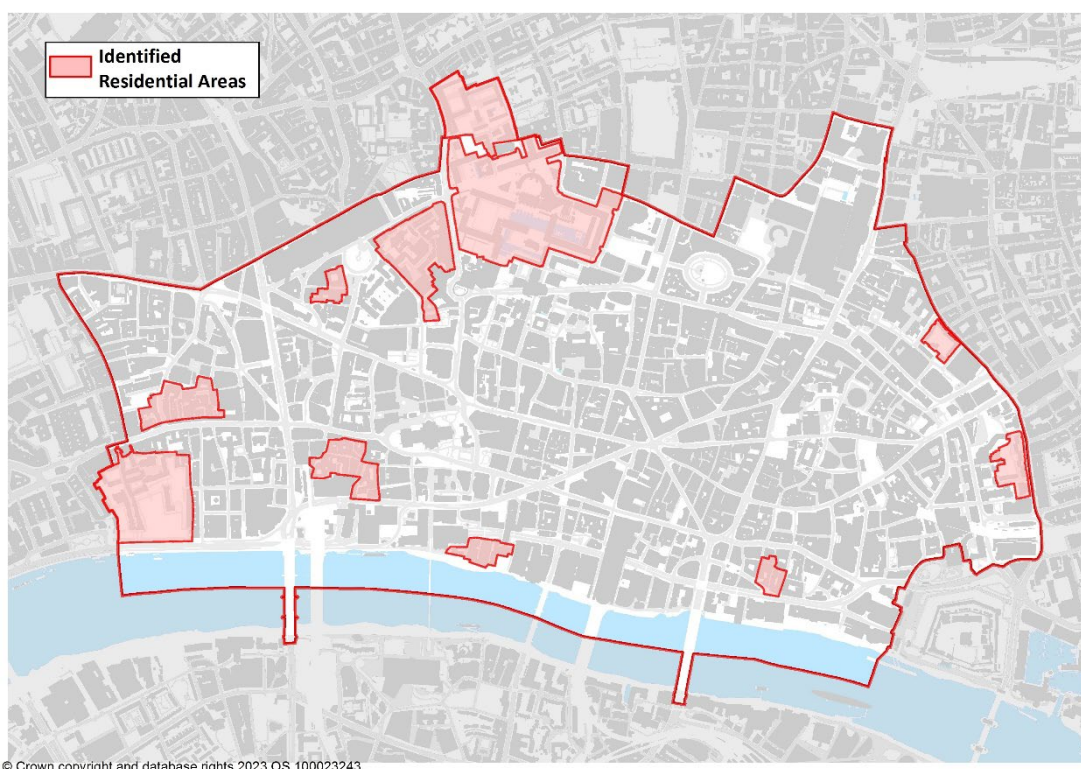 Identified
Residential Areas
© Crown copyright and database rights 2023 OS 100023243